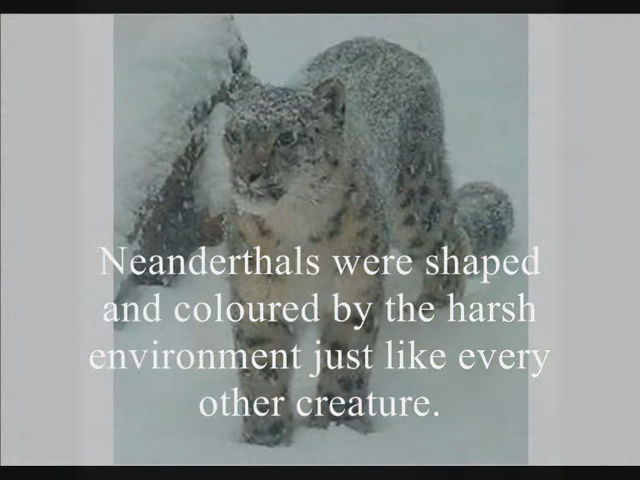 Neanderthals were shaped
and coloured by the harsh
environment just like every
other creature.